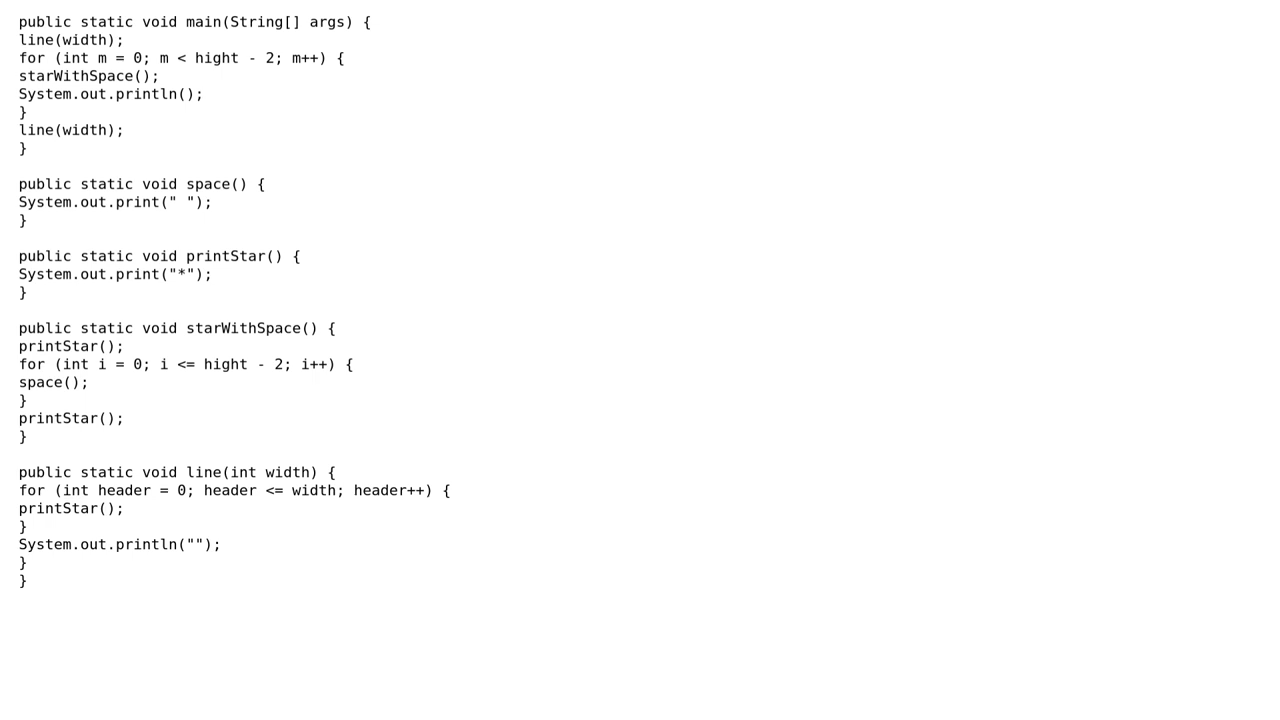 public static void main(String[] args) {
line(width);
for (int m = 0; m < hight - 2; m++) {
starWithSpace();
System.out.println();
}
line(width);
}

public static void space() {
System.out.print(" ");
}

public static void printStar() {
System.out.print("*");
}

public static void starWithSpace() {
printStar();
for (int i = 0; i <= hight - 2; i++) {
space();
}
printStar();
}

public static void line(int width) {
for (int header = 0; header <= width; header++) {
printStar();
}
System.out.println("");
}
}